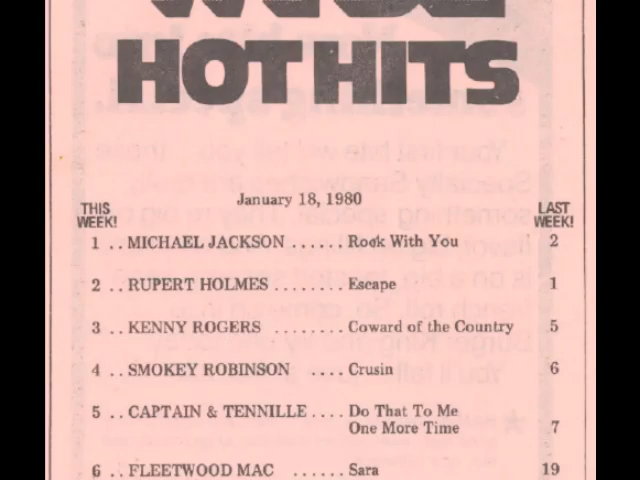 HOT HITS
January 18, 1980
THIS WEEK! LAST WEEK!
1 .. MICHAEL JACKSON ..... Rock With You 2
2 .. RUPERT HOLMES ........ Escape 1
3 .. KENNY ROGERS ........ Coward of the Country 5
4 .. SMOKEY ROBINSON ..... Crusin 6
5 .. CAPTAIN & TENNILLE .... Do That To Me
One More Time 7
6 .. FLEETWOOD MAC ...... Sara 19